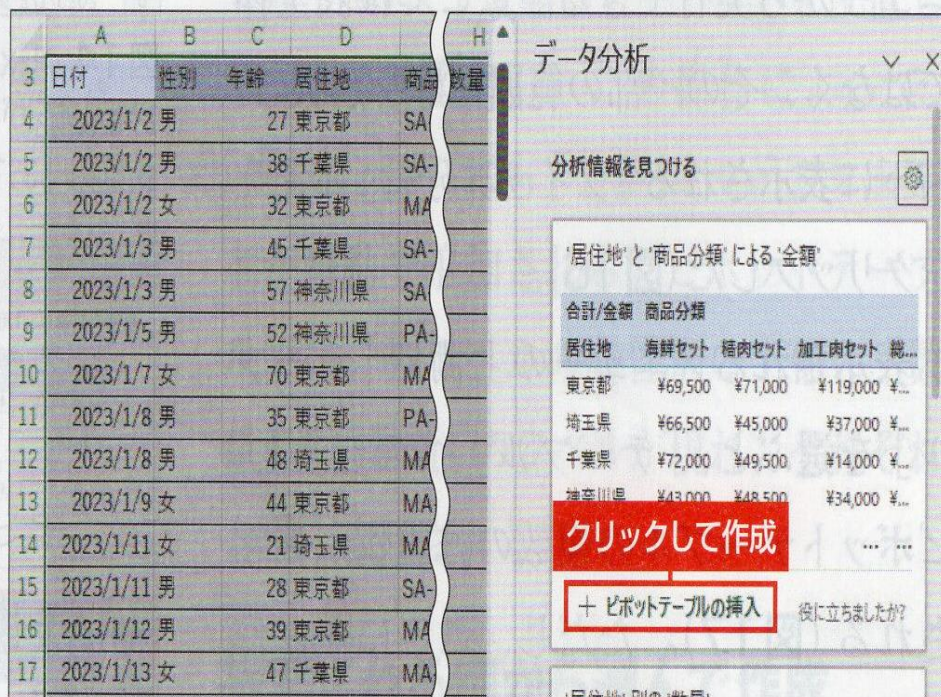 A B C D H
3 日付 性別 年齢 居住地 商品 数量
4 2023/1/2 男 27 東京都 SA-
5 2023/1/2 男 38 千葉県 SA-
6 2023/1/2 女 32 東京都 MA
7 2023/1/3 男 45 千葉県 SA-
8 2023/1/3 男 57 神奈川県 SA
9 2023/1/5 男 52 神奈川県 PA-
10 2023/1/7 女 70 東京都 MA
11 2023/1/8 男 35 東京都 PA-
12 2023/1/8 男 48 埼玉県 MA
13 2023/1/9 女 44 東京都 MA
14 2023/1/11 女 21 埼玉県 MA
15 2023/1/11 男 28 東京都 SA-
16 2023/1/12 男 39 東京都 MA
17 2023/1/13 女 47 千葉県 MA
データ分析
分析情報を見つける
'居住地' と '商品分類' による '金額'
合計/金額 商品分類
居住地 海鮮セット 精肉セット 加工肉セット 総...
東京都 ¥69,500 ¥71,000 ¥119,000 ¥...
埼玉県 ¥66,500 ¥45,000 ¥37,000 ¥...
千葉県 ¥72,000 ¥49,500 ¥14,000 ¥...
神奈川県 ¥43,000 ¥48,500 ¥34,000 ¥...
クリックして作成 ... ...
＋ ピボットテーブルの挿入 役に立ちましたか?
'居住地' 別の '数量'